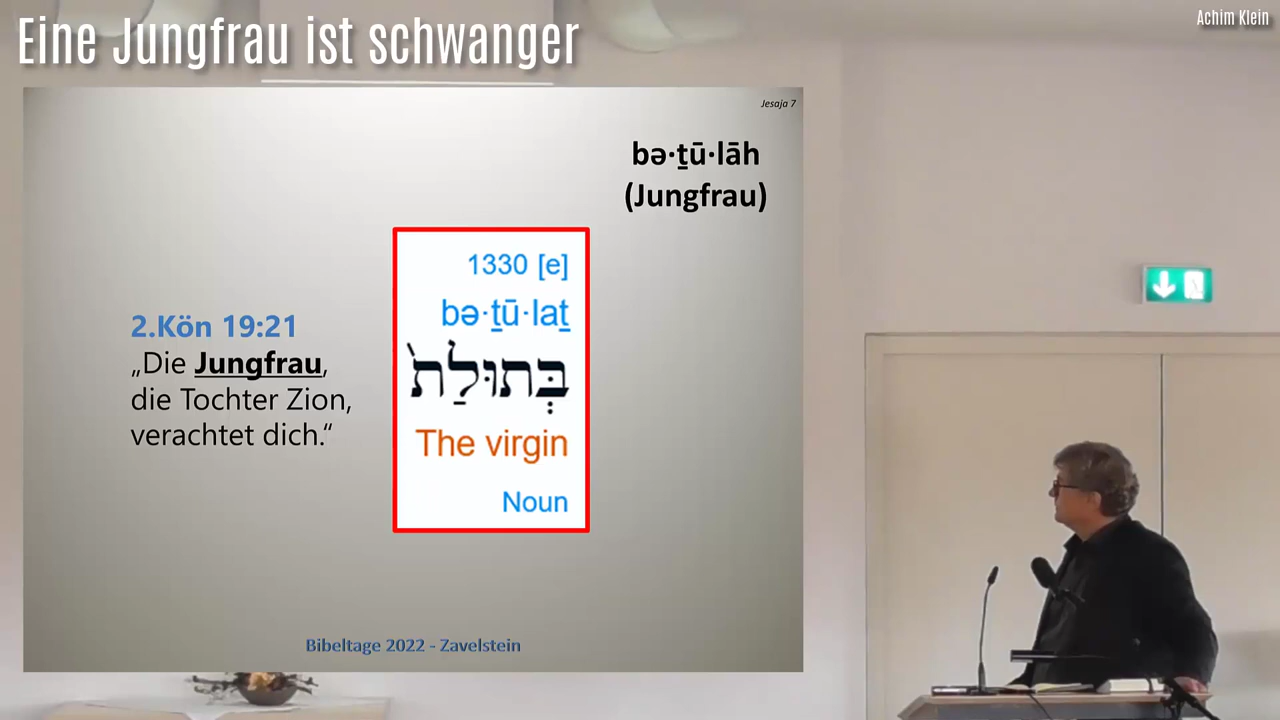 Eine Jungfrau ist schwanger
Achim Klein
Jesaja 7
bə·ṯū·lāh
(Jungfrau)
1330 [e]
bə·ṯū·laṯ
בְּתוּלַת֙
The virgin
Noun
2.Kön 19:21
„Die Jungfrau,
die Tochter Zion,
verachtet dich.“
Bibeltage 2022 - Zavelstein